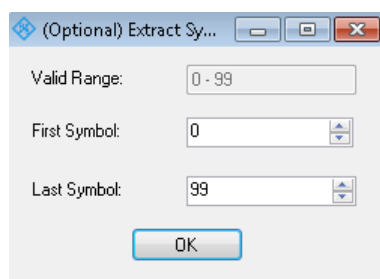 (Optional) Extract Sy...
Valid Range: 0 - 99
First Symbol: 0
Last Symbol: 99
OK